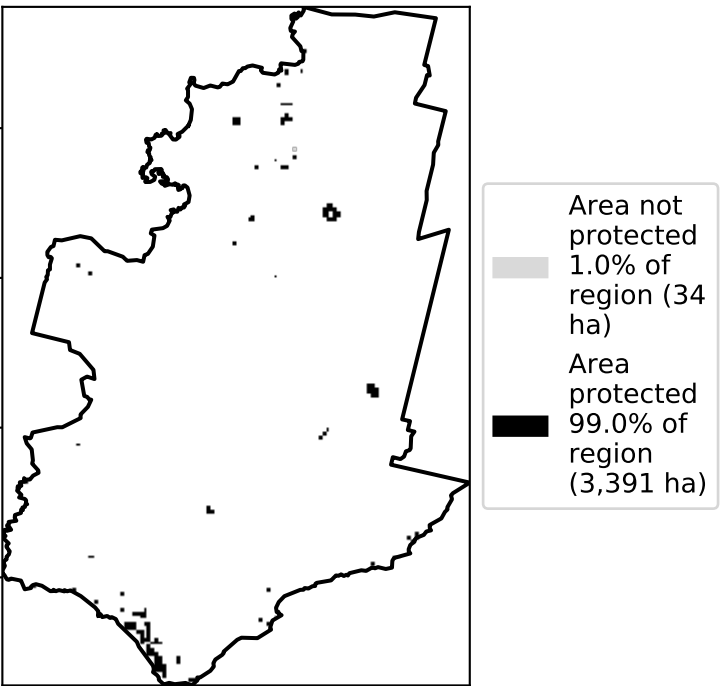 Area not
protected
1.0% of
region (34
ha)
Area
protected
99.0% of
region
(3,391 ha)